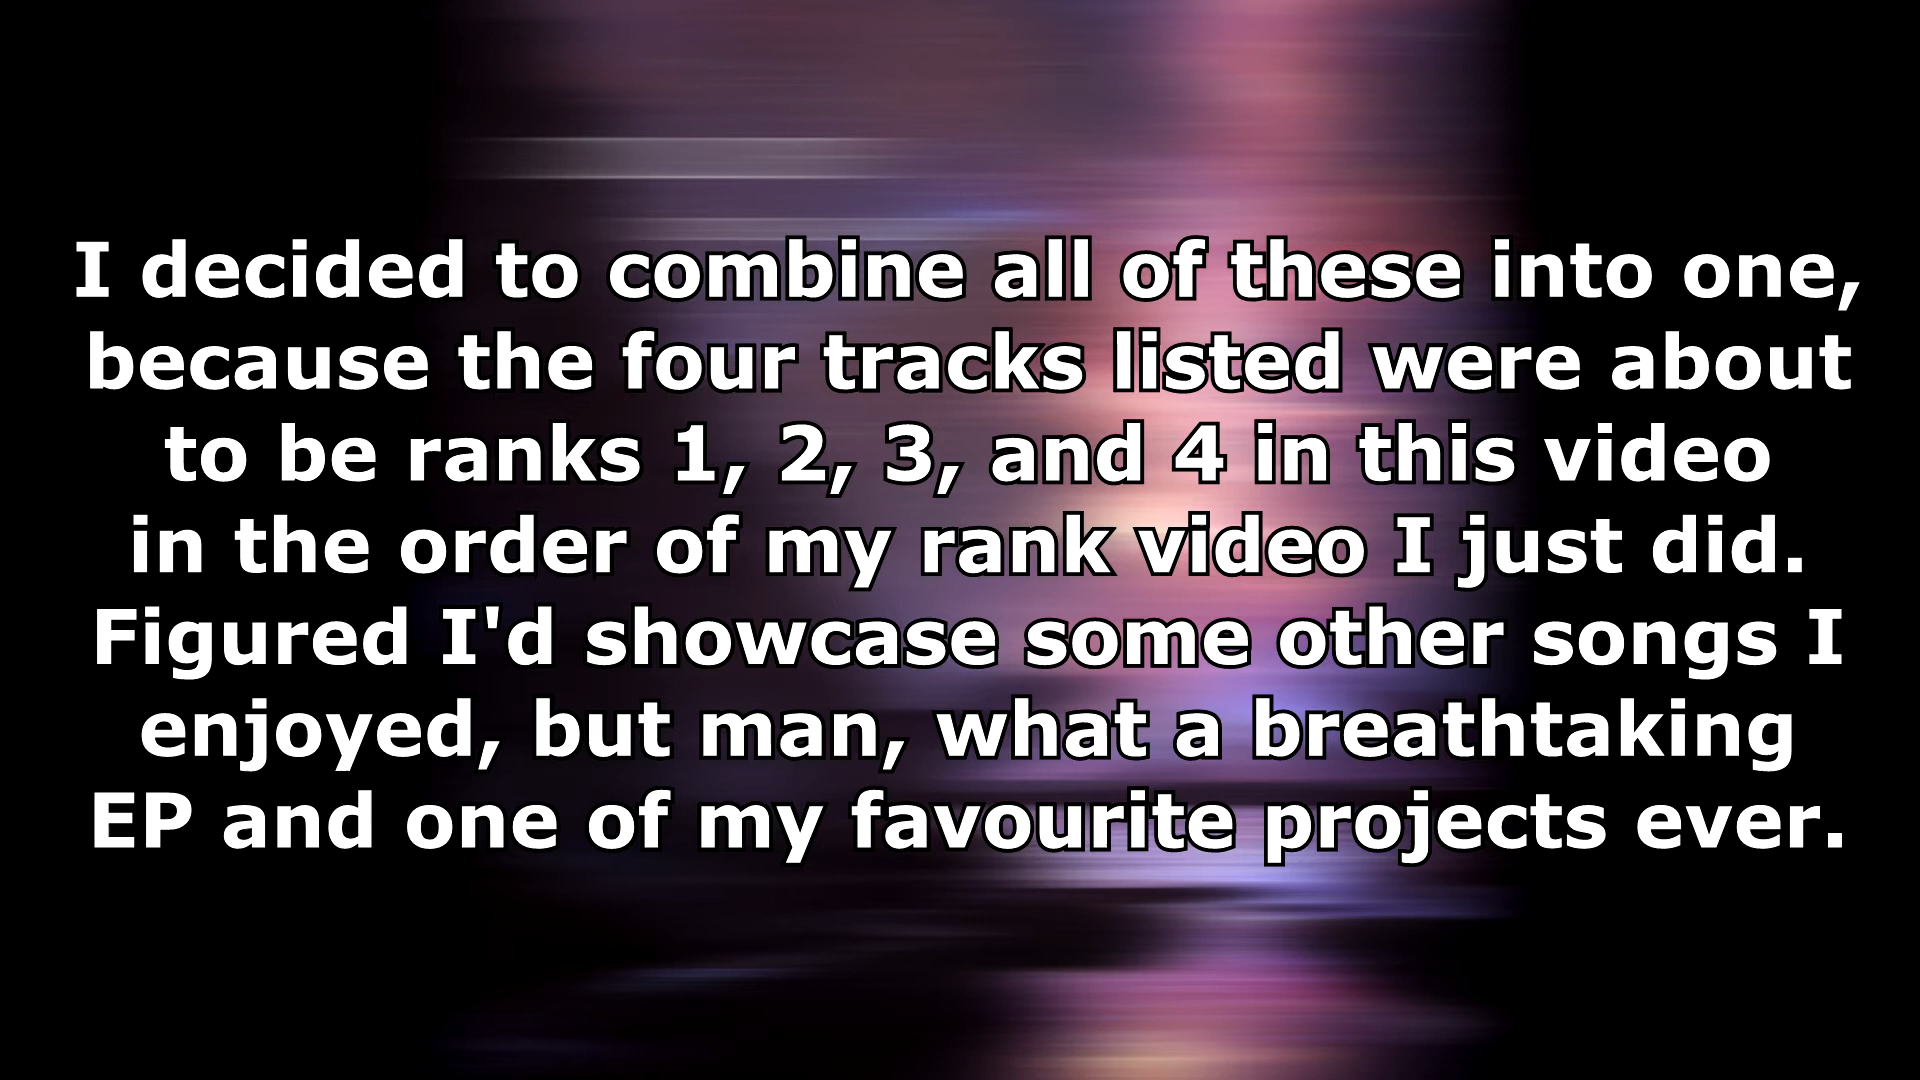 I decided to combine all of these into one,
because the four tracks listed were about
to be ranks 1, 2, 3, and 4 in this video
in the order of my rank video I just did.
Figured I'd showcase some other songs I
enjoyed, but man, what a breathtaking
EP and one of my favourite projects ever.